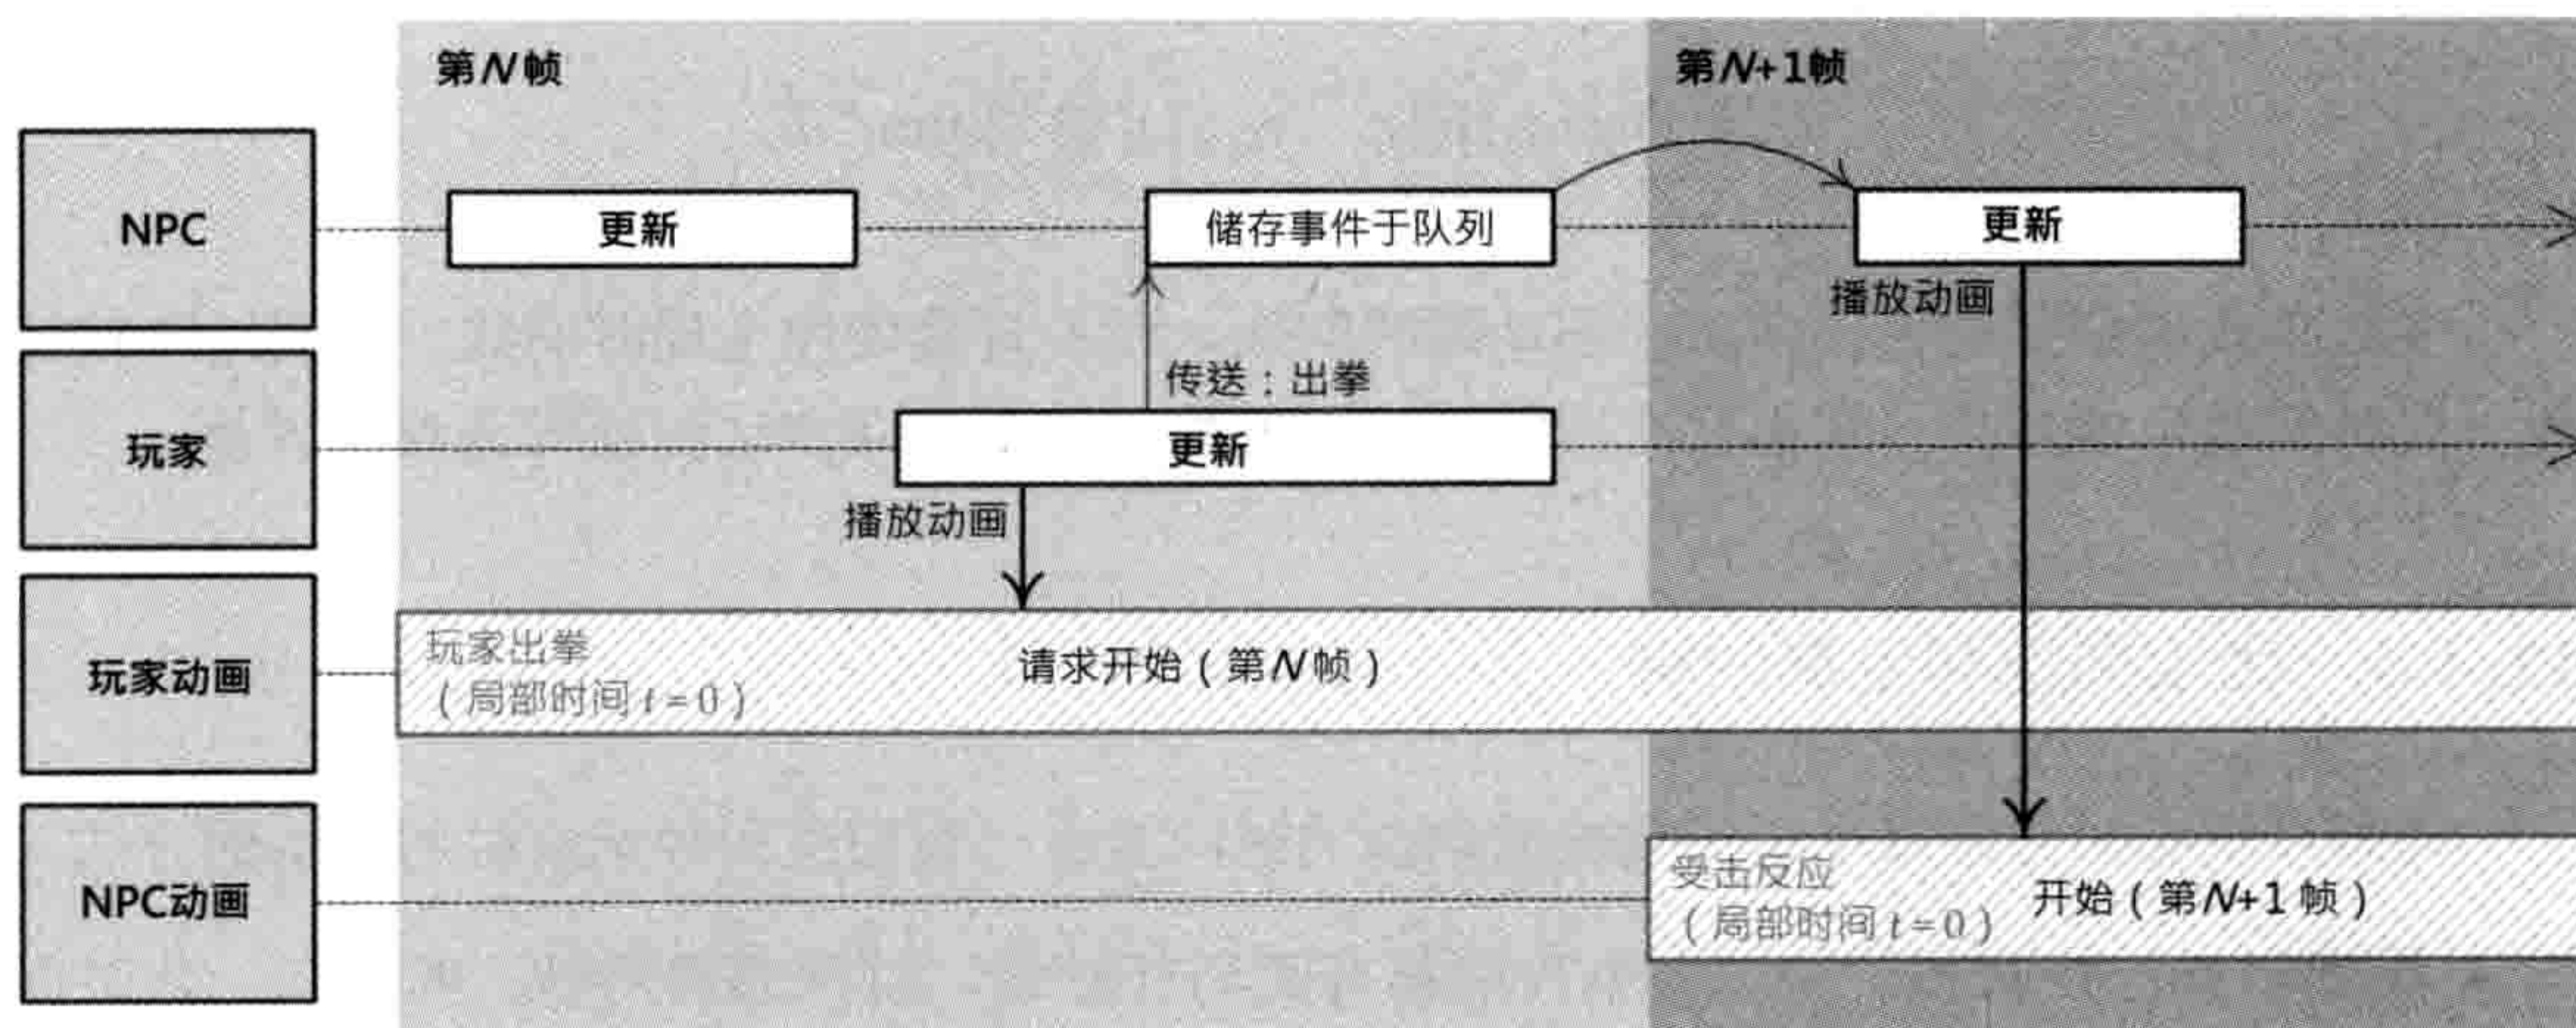 第N帧
第N+1帧
NPC
更新
储存事件于队列
更新
播放动画
传送：出拳
玩家
更新
播放动画
玩家动画
玩家出拳
（局部时间 t = 0）
请求开始（第N帧）
NPC动画
受击反应
（局部时间 t = 0）
开始（第N+1 帧）